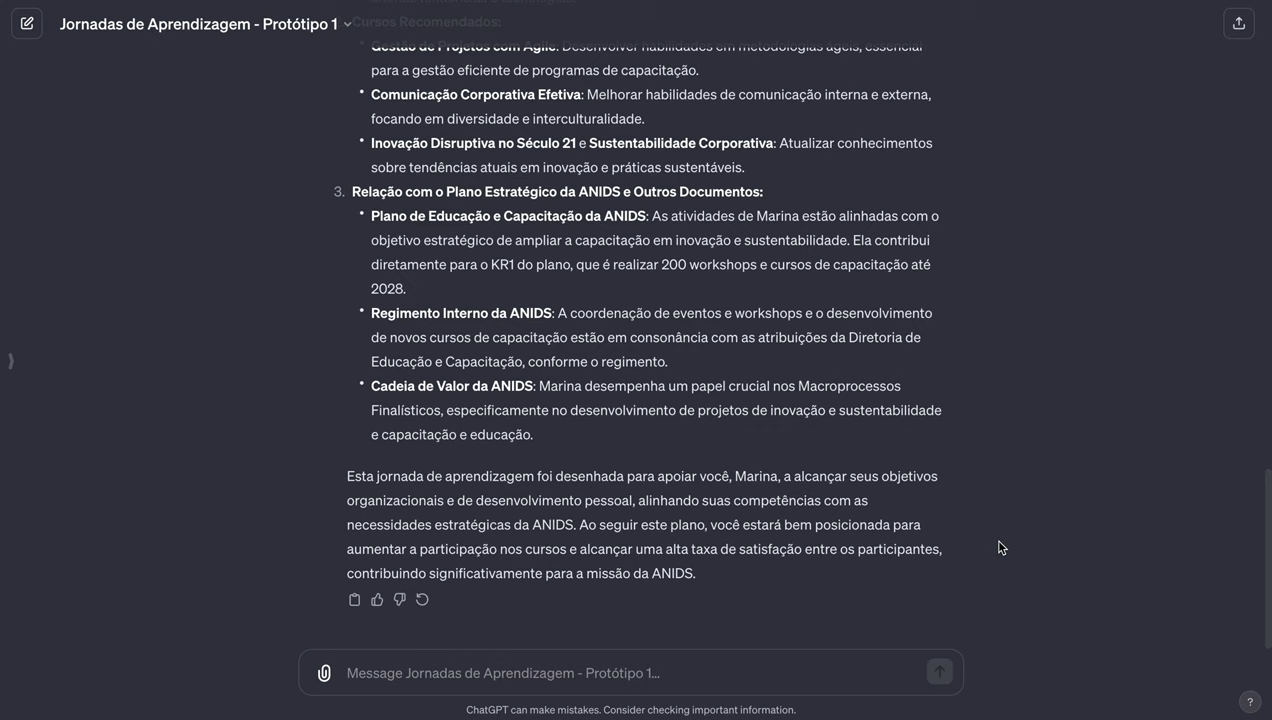 Jornadas de Aprendizagem - Protótipo 1
Cursos Recomendados:
Gestão de Projetos com Agile: Desenvolver habilidades em metodologias ágeis, essencial
para a gestão eficiente de programas de capacitação.
Comunicação Corporativa Efetiva: Melhorar habilidades de comunicação interna e externa,
focando em diversidade e interculturalidade.
Inovação Disruptiva no Século 21 e Sustentabilidade Corporativa: Atualizar conhecimentos
sobre tendências atuais em inovação e práticas sustentáveis.
3. Relação com o Plano Estratégico da ANIDS e Outros Documentos:
Plano de Educação e Capacitação da ANIDS: As atividades de Marina estão alinhadas com o
objetivo estratégico de ampliar a capacitação em inovação e sustentabilidade. Ela contribui
diretamente para o KR1 do plano, que é realizar 200 workshops e cursos de capacitação até
2028.
Regimento Interno da ANIDS: A coordenação de eventos e workshops e o desenvolvimento
de novos cursos de capacitação estão em consonância com as atribuições da Diretoria de
Educação e Capacitação, conforme o regimento.
Cadeia de Valor da ANIDS: Marina desempenha um papel crucial nos Macroprocessos
Finalísticos, especificamente no desenvolvimento de projetos de inovação e sustentabilidade
e capacitação e educação.
Esta jornada de aprendizagem foi desenhada para apoiar você, Marina, a alcançar seus objetivos
organizacionais e de desenvolvimento pessoal, alinhando suas competências com as
necessidades estratégicas da ANIDS. Ao seguir este plano, você estará bem posicionada para
aumentar a participação nos cursos e alcançar uma alta taxa de satisfação entre os participantes,
contribuindo significativamente para a missão da ANIDS.
Message Jornadas de Aprendizagem - Protótipo 1...
ChatGPT can make mistakes. Consider checking important information.
?